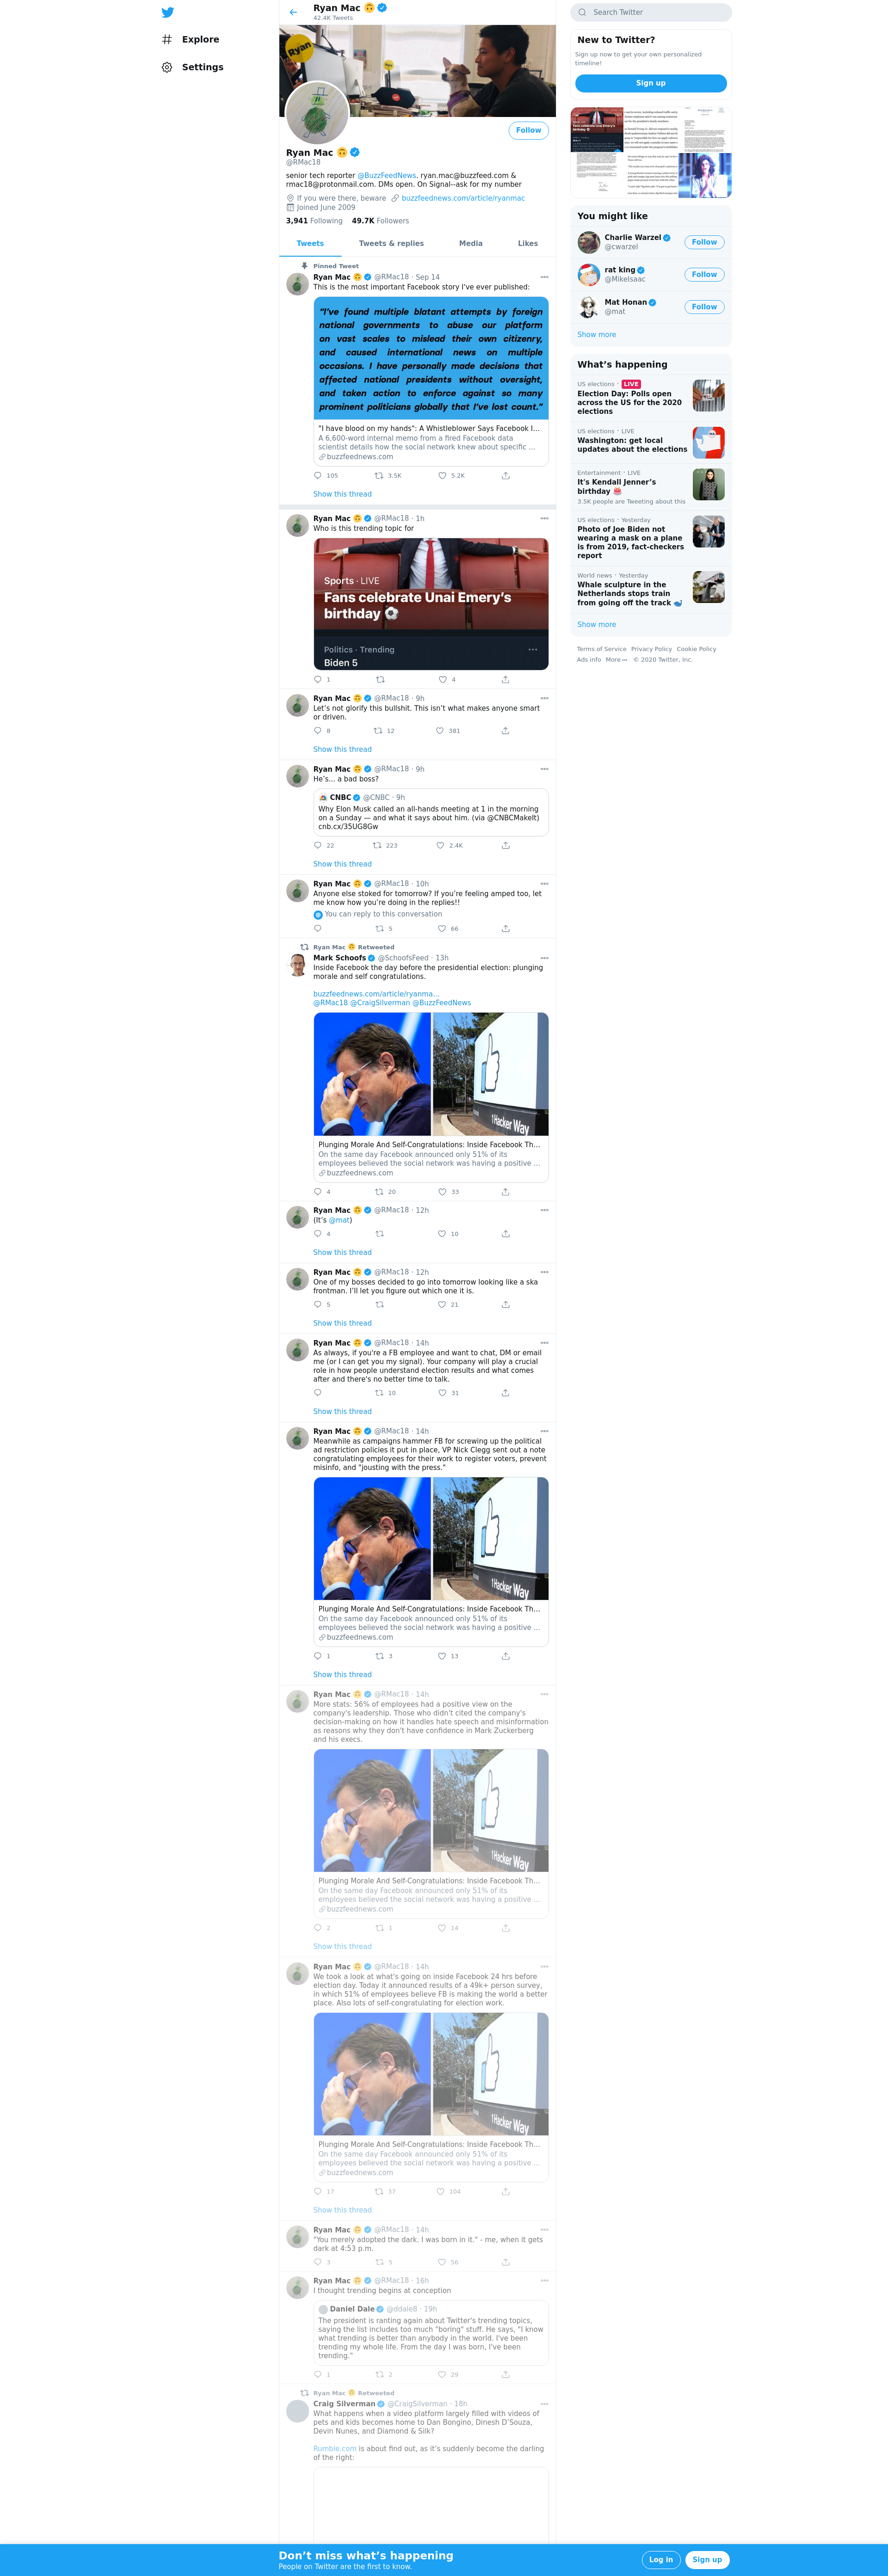 Explore
Settings
Ryan Mac 🙃
42.4K Tweets
Ryan
Follow
Ryan Mac 🙃
@RMac18
senior tech reporter @BuzzFeedNews. ryan.mac@buzzfeed.com &
rmac18@protonmail.com. DMs open. On Signal--ask for my number
If you were there, beware buzzfeednews.com/article/ryanmac
Joined June 2009
3,941 Following 49.7K Followers
Tweets Tweets & replies Media Likes
Pinned Tweet
Ryan Mac 🙃 @RMac18 · Sep 14
This is the most important Facebook story I've ever published:
"I've found multiple blatant attempts by foreign
national governments to abuse our platform
on vast scales to mislead their own citizenry,
and caused international news on multiple
occasions. I have personally made decisions that
affected national presidents without oversight,
and taken action to enforce against so many
prominent politicians globally that I've lost count."
"I have blood on my hands": A Whistleblower Says Facebook I...
A 6,600-word internal memo from a fired Facebook data
scientist details how the social network knew about specific ...
buzzfeednews.com
105 3.5K 5.2K
Show this thread
Ryan Mac 🙃 @RMac18 · 1h
Who is this trending topic for
Sports · LIVE
Fans celebrate Unai Emery's
birthday ⚽
Politics · Trending
Biden 5
1 4
Ryan Mac 🙃 @RMac18 · 9h
Let's not glorify this bullshit. This isn't what makes anyone smart
or driven.
8 12 381
Show this thread
Ryan Mac 🙃 @RMac18 · 9h
He's... a bad boss?
CNBC @CNBC · 9h
Why Elon Musk called an all-hands meeting at 1 in the morning
on a Sunday — and what it says about him. (via @CNBCMakeIt)
cnb.cx/35UG8Gw
22 223 2.4K
Show this thread
Ryan Mac 🙃 @RMac18 · 10h
Anyone else stoked for tomorrow? If you're feeling amped too, let
me know how you're doing in the replies!!
You can reply to this conversation
5 66
Ryan Mac 🙃 Retweeted
Mark Schoofs @SchoofsFeed · 13h
Inside Facebook the day before the presidential election: plunging
morale and self congratulations.
buzzfeednews.com/article/ryanma...
@RMac18 @CraigSilverman @BuzzFeedNews
1 Hacker Way
Plunging Morale And Self-Congratulations: Inside Facebook Th...
On the same day Facebook announced only 51% of its
employees believed the social network was having a positive ...
buzzfeednews.com
4 20 33
Ryan Mac 🙃 @RMac18 · 12h
(It's @mat)
4 10
Show this thread
Ryan Mac 🙃 @RMac18 · 12h
One of my bosses decided to go into tomorrow looking like a ska
frontman. I'll let you figure out which one it is.
5 21
Show this thread
Ryan Mac 🙃 @RMac18 · 14h
As always, if you're a FB employee and want to chat, DM or email
me (or I can get you my signal). Your company will play a crucial
role in how people understand election results and what comes
after and there's no better time to talk.
10 31
Show this thread
Ryan Mac 🙃 @RMac18 · 14h
Meanwhile as campaigns hammer FB for screwing up the political
ad restriction policies it put in place, VP Nick Clegg sent out a note
congratulating employees for their work to register voters, prevent
misinfo, and "jousting with the press."
1 Hacker Way
Plunging Morale And Self-Congratulations: Inside Facebook Th...
On the same day Facebook announced only 51% of its
employees believed the social network was having a positive ...
buzzfeednews.com
1 3 13
Show this thread
Ryan Mac 🙃 @RMac18 · 14h
More stats: 56% of employees had a positive view on the
company's leadership. Those who didn't cited the company's
decision-making on how it handles hate speech and misinformation
as reasons why they don't have confidence in Mark Zuckerberg
and his execs.
1 Hacker Way
Plunging Morale And Self-Congratulations: Inside Facebook Th...
On the same day Facebook announced only 51% of its
employees believed the social network was having a positive ...
buzzfeednews.com
2 1 14
Show this thread
Ryan Mac 🙃 @RMac18 · 14h
We took a look at what's going on inside Facebook 24 hrs before
election day. Today it announced results of a 49k+ person survey,
in which 51% of employees believe FB is making the world a better
place. Also lots of self-congratulating for election work.
1 Hacker Way
Plunging Morale And Self-Congratulations: Inside Facebook Th...
On the same day Facebook announced only 51% of its
employees believed the social network was having a positive ...
buzzfeednews.com
17 37 104
Show this thread
Ryan Mac 🙃 @RMac18 · 14h
"You merely adopted the dark. I was born in it." - me, when it gets
dark at 4:53 p.m.
3 5 56
Ryan Mac 🙃 @RMac18 · 16h
I thought trending begins at conception
Daniel Dale @ddale8 · 19h
The president is ranting again about Twitter's trending topics,
saying the list includes too much "boring" stuff. He says, "I know
what trending is better than anybody in the world. I've been
trending my whole life. From the day I was born, I've been
trending."
1 2 29
Ryan Mac 🙃 Retweeted
Craig Silverman @CraigSilverman · 18h
What happens when a video platform largely filled with videos of
pets and kids becomes home to Dan Bongino, Dinesh D'Souza,
Devin Nunes, and Diamond & Silk?
Rumble.com is about find out, as it's suddenly become the darling
of the right:
Search Twitter
New to Twitter?
Sign up now to get your own personalized
timeline!
Sign up
You might like
Charlie Warzel
@cwarzel
Follow
rat king
@MikeIsaac
Follow
Mat Honan
@mat
Follow
Show more
What's happening
US elections · LIVE
Election Day: Polls open
across the US for the 2020
elections
US elections · LIVE
Washington: get local
updates about the elections
Entertainment · LIVE
It's Kendall Jenner's
birthday 🎂
3.5K people are Tweeting about this
US elections · Yesterday
Photo of Joe Biden not
wearing a mask on a plane
is from 2019, fact-checkers
report
World news · Yesterday
Whale sculpture in the
Netherlands stops train
from going off the track 🐋
Show more
Terms of Service Privacy Policy Cookie Policy
Ads info More ··· © 2020 Twitter, Inc.
Don't miss what's happening
People on Twitter are the first to know.
Log in
Sign up